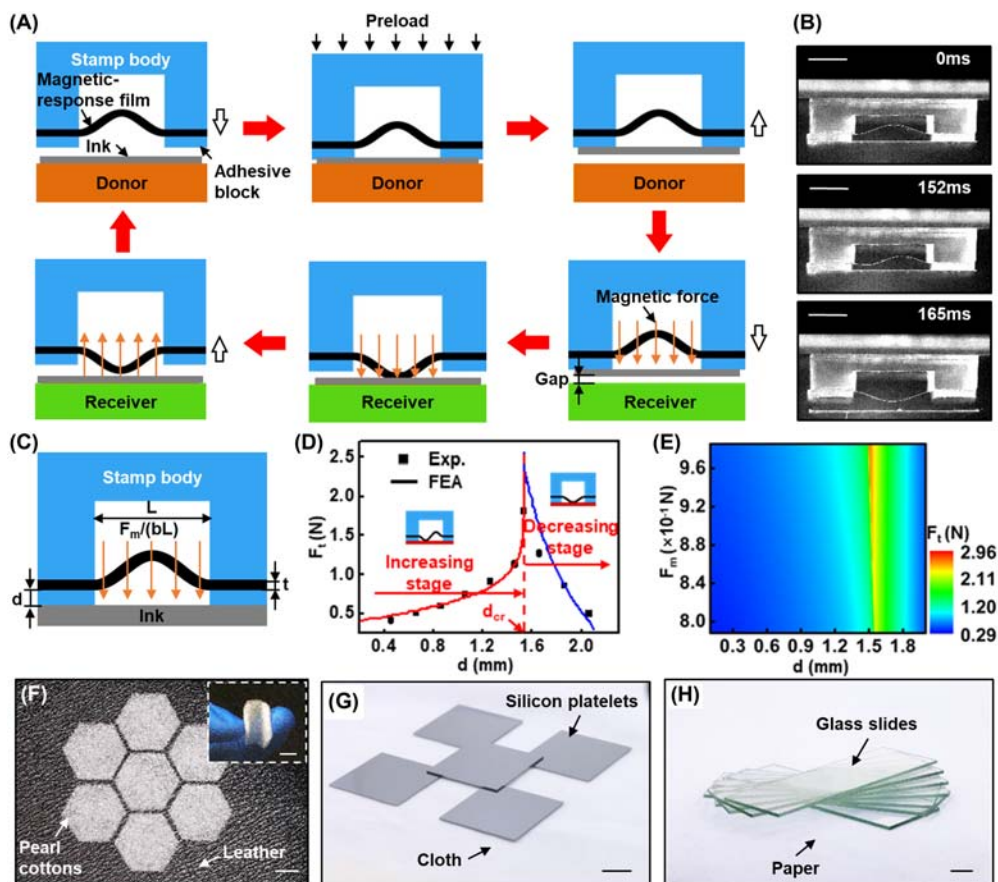 (A)
Preload
Stamp body
Magnetic-
response film
Ink
Adhesive
block
Donor
Donor
Donor
Magnetic force
Gap
Receiver
Receiver
(B)
0ms
152ms
165ms
(C)
Stamp body
L
Fₘ/(bL)
t
d
Ink
(D)
Exp.
FEA
Increasing
stage
Decreasing
stage
d_cr
Fₜ (N)
2.5
2.0
1.5
1.0
0.5
0.4 0.8 1.2 1.6 2.0
d (mm)
(E)
Fₘ (×10⁻¹ N)
9.6
9.2
8.8
8.4
8.0
0.3 0.6 0.9 1.2 1.5 1.8
d (mm)
Fₜ (N)
2.96
2.11
1.20
0.29
(F)
Pearl
cottons
Leather
(G)
Silicon platelets
Cloth
(H)
Glass slides
Paper